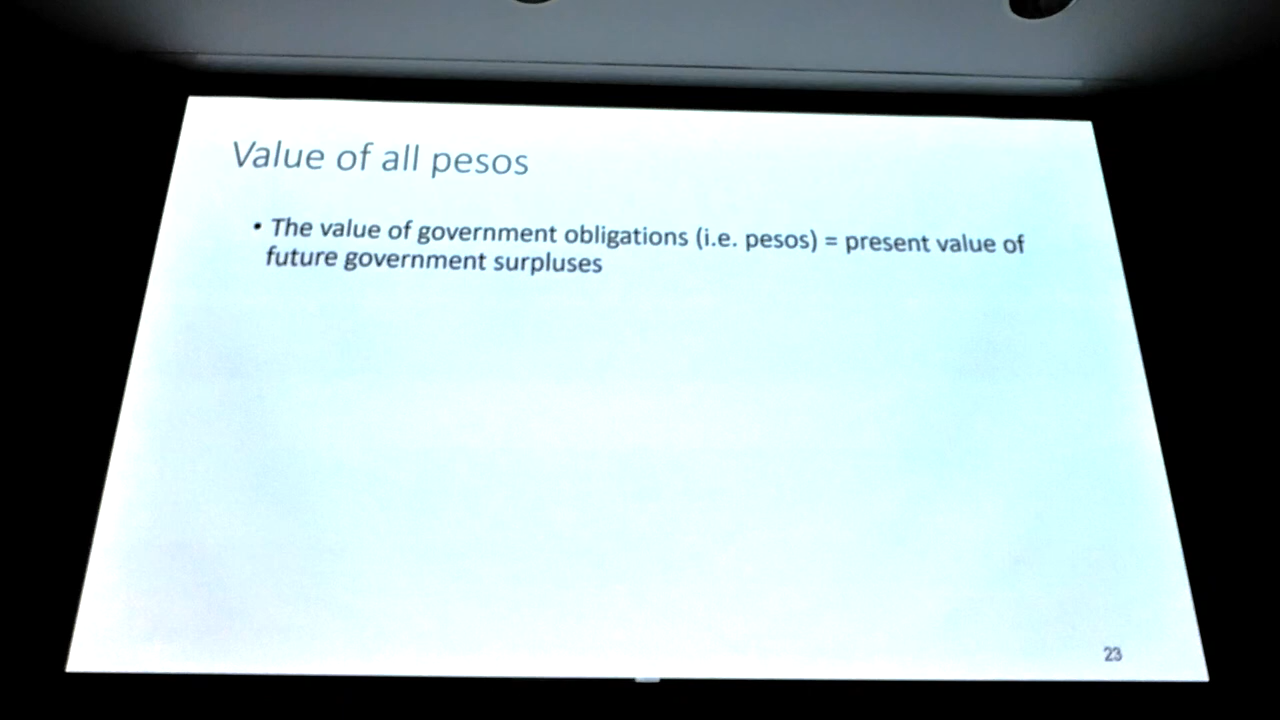 Value of all pesos
• The value of government obligations (i.e. pesos) = present value of
future government surpluses
23